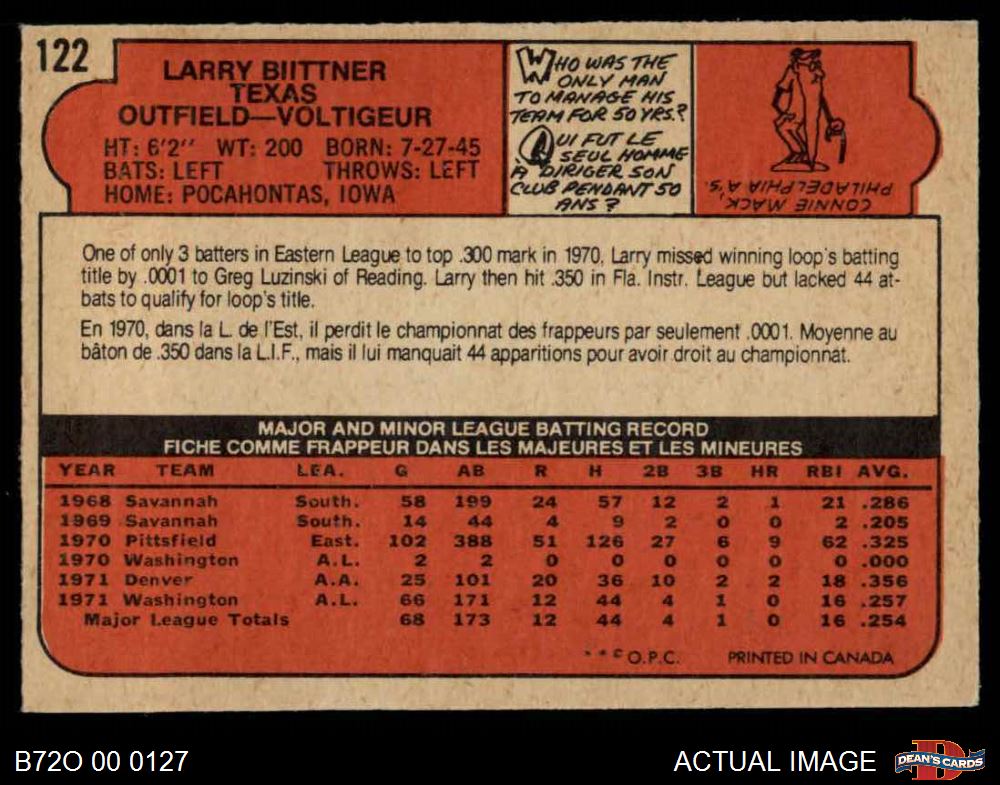 122
LARRY BIITTNER
TEXAS
OUTFIELD—VOLTIGEUR
HT: 6'2" WT: 200 BORN: 7-27-45
BATS: LEFT THROWS: LEFT
HOME: POCAHONTAS, IOWA
WHO WAS THE
ONLY MAN
TO MANAGE HIS
TEAM FOR 50 YRS.?
QUI FUT LE
SEUL HOMME
À DIRIGER SON
CLUB PENDANT 50
ANS ?
CONNIE MACK,
PHILADELPHIA A'S.
One of only 3 batters in Eastern League to top .300 mark in 1970, Larry missed winning loop's batting
title by .0001 to Greg Luzinski of Reading. Larry then hit .350 in Fla. Instr. League but lacked 44 at-
bats to qualify for loop's title.
En 1970, dans la L. de l'Est, il perdit le championnat des frappeurs par seulement .0001. Moyenne au
bâton de .350 dans la L.I.F., mais il lui manquait 44 apparitions pour avoir droit au championnat.
MAJOR AND MINOR LEAGUE BATTING RECORD
FICHE COMME FRAPPEUR DANS LES MAJEURES ET LES MINEURES
YEAR TEAM LEA. G AB R H 2B 3B HR RBI AVG.
1968 Savannah South. 58 199 24 57 12 2 1 21 .286
1969 Savannah South. 14 44 4 9 2 0 0 2 .205
1970 Pittsfield East. 102 388 51 126 27 6 9 62 .325
1970 Washington A.L. 2 2 0 0 0 0 0 0 .000
1971 Denver A.A. 25 101 20 36 10 2 2 18 .356
1971 Washington A.L. 66 171 12 44 4 1 0 16 .257
Major League Totals 68 173 12 44 4 1 0 16 .254
O.P.C. PRINTED IN CANADA
B72O 00 0127
ACTUAL IMAGE
DEAN'S CARDS